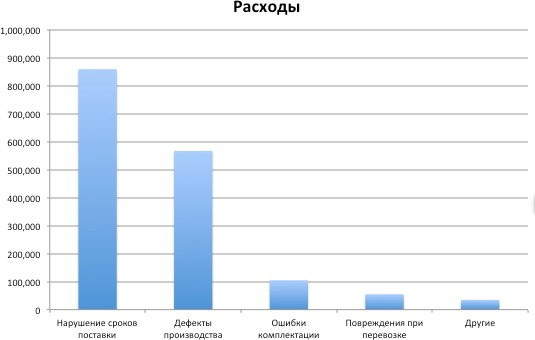 Расходы
1,000,000
900,000
800,000
700,000
600,000
500,000
400,000
300,000
200,000
100,000
0
Нарушение сроков
поставки
Дефекты
производства
Ошибки
комплектации
Повреждения при
перевозке
Другие